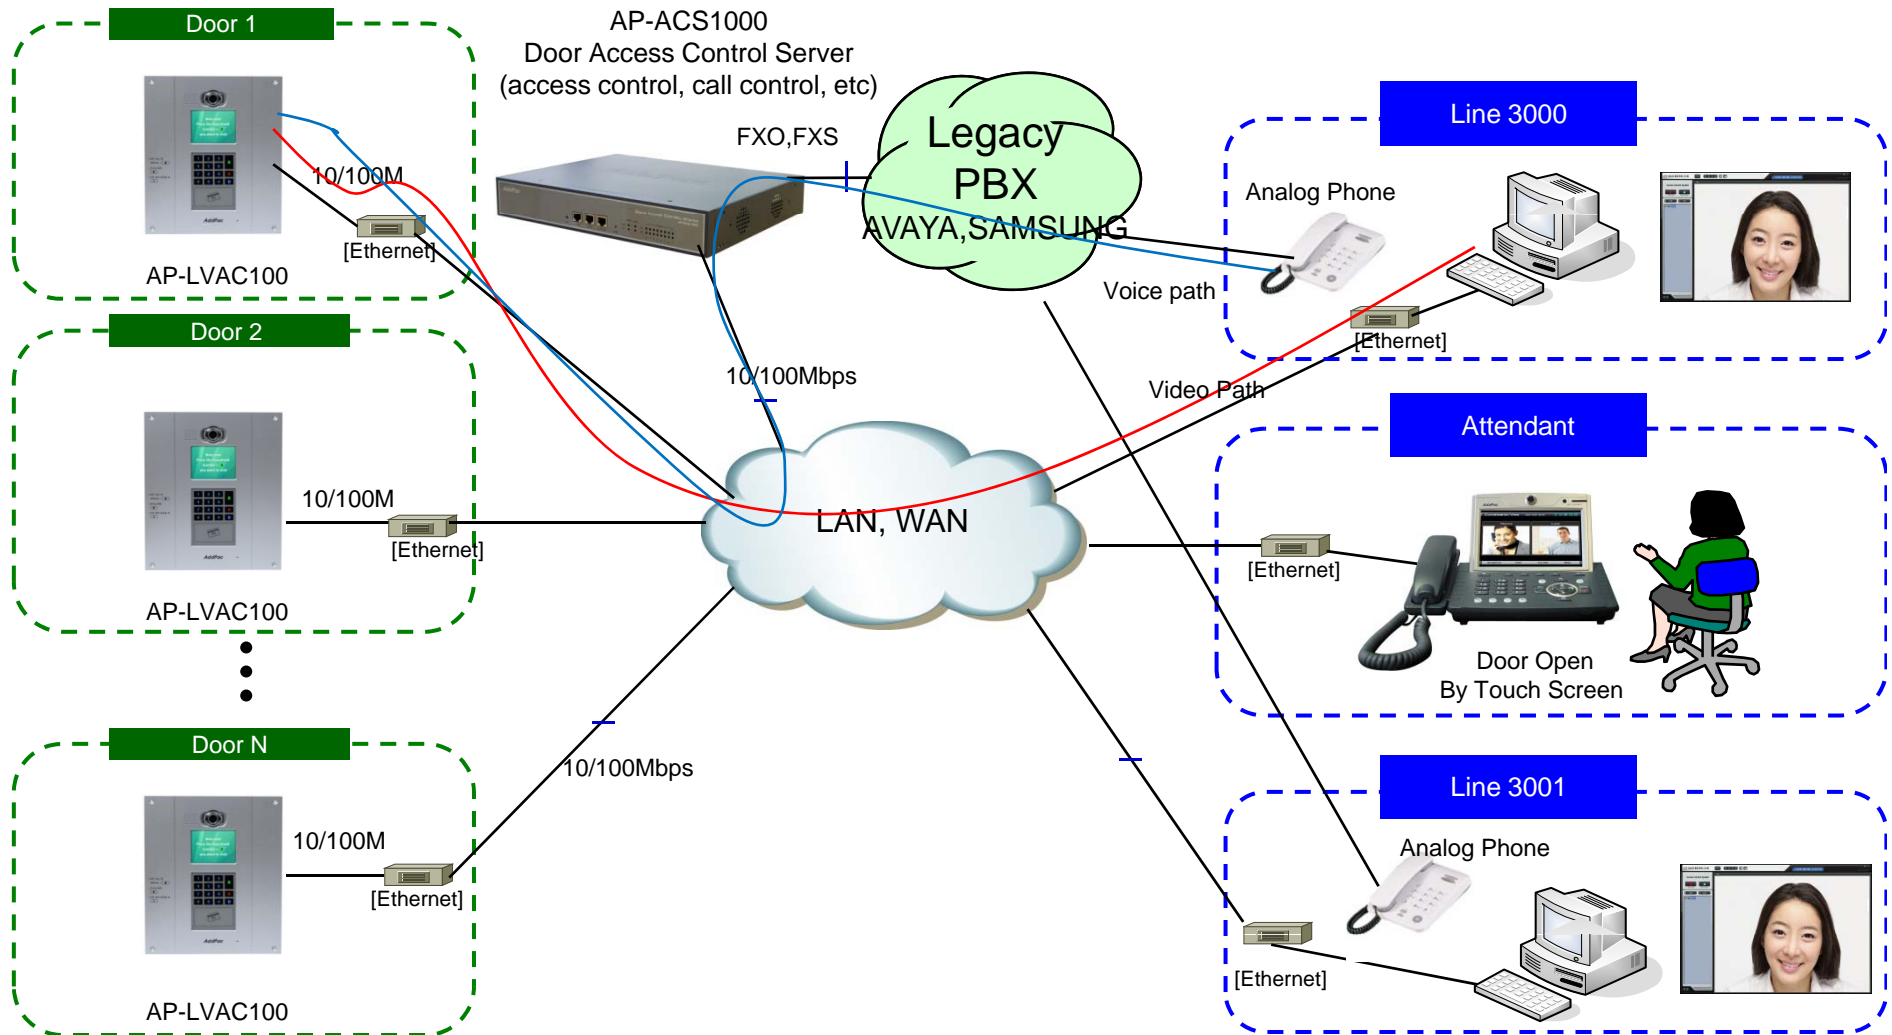 Door 1
10/100M
[Ethernet]
AddPac
AP-LVAC100
Door 2
10/100M
[Ethernet]
AddPac
AP-LVAC100
Door N
10/100M
[Ethernet]
AddPac
AP-LVAC100
AP-ACS1000
Door Access Control Server
(access control, call control, etc)
FXO,FXS
Legacy
PBX
AVAYA,SAMSUNG
10/100Mbps
LAN, WAN
10/100Mbps
Voice path
Video Path
Line 3000
Analog Phone
[Ethernet]
Attendant
[Ethernet]
Door Open
By Touch Screen
Line 3001
Analog Phone
[Ethernet]